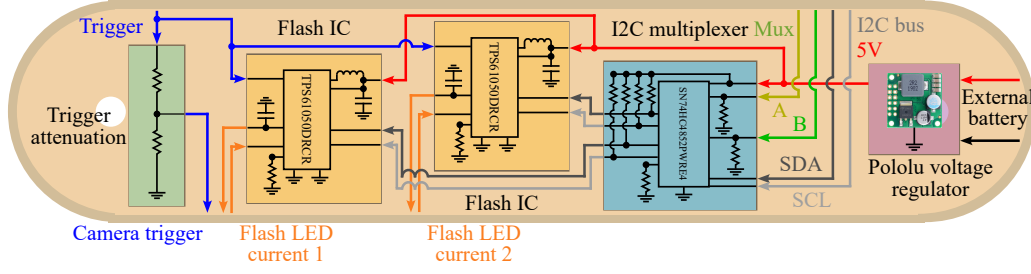 Trigger
Flash IC
I2C multiplexer Mux
I2C bus
5V
TPS61050DRCR
TPS61050DRCR
SN74HC4852PWRE4
Trigger
attenuation
A
B
External
battery
SDA
SCL
Pololu voltage
regulator
Flash IC
Camera trigger
Flash LED
current 1
Flash LED
current 2